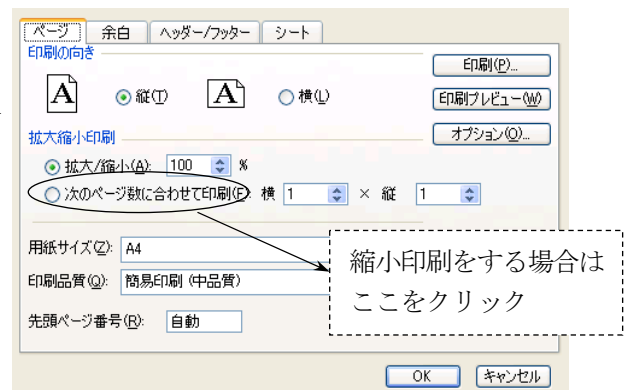 ページ 余白 ヘッダー/フッター シート
印刷の向き
A 縦(T) A 横(L)
印刷(P)...
印刷プレビュー(W)
オプション(O)...
拡大縮小印刷
拡大/縮小(A): 100 %
次のページ数に合わせて印刷(F): 横 1 × 縦 1
用紙サイズ(Z): A4
印刷品質(Q): 簡易印刷 (中品質)
先頭ページ番号(R): 自動
縮小印刷をする場合は
ここをクリック
OK キャンセル